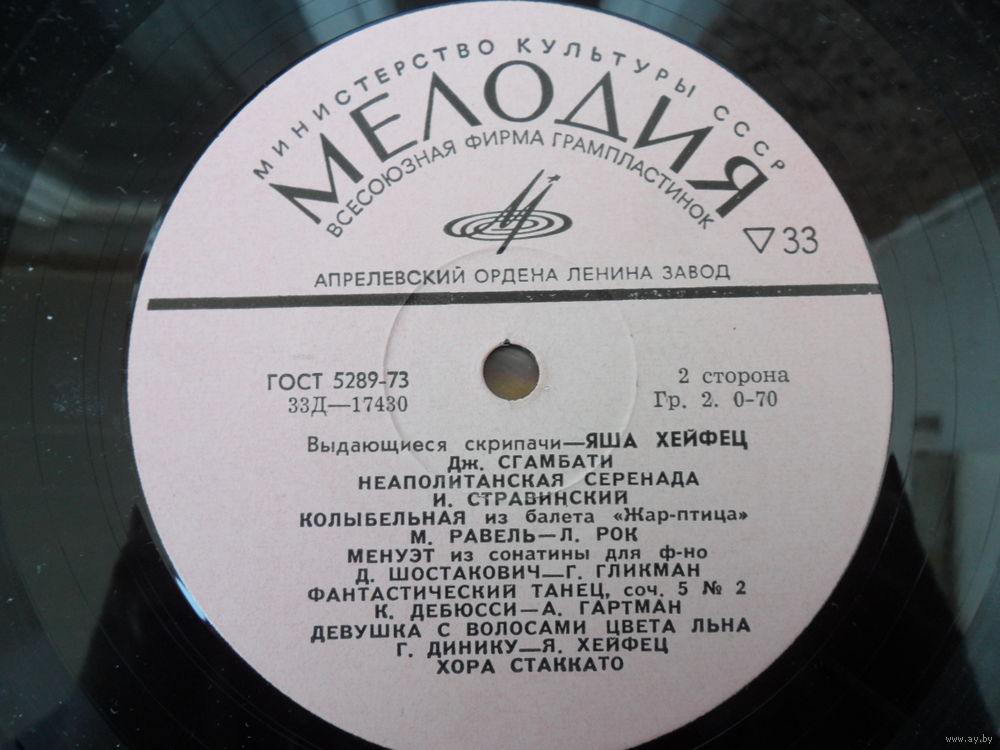 МИНИСТЕРСТВО КУЛЬТУРЫ СССР
МЕЛОДИЯ
ВСЕСОЮЗНАЯ ФИРМА ГРАМПЛАСТИНОК
33
АПРЕЛЕВСКИЙ ОРДЕНА ЛЕНИНА ЗАВОД
ГОСТ 5289-73
33Д—17430
2 сторона
Гр. 2. 0-70
Выдающиеся скрипачи—ЯША ХЕЙФЕЦ
Дж. СГАМБАТИ
НЕАПОЛИТАНСКАЯ СЕРЕНАДА
И. СТРАВИНСКИЙ
КОЛЫБЕЛЬНАЯ из балета «Жар-птица»
М. РАВЕЛЬ—Л. РОК
МЕНУЭТ из сонатины для ф-но
Д. ШОСТАКОВИЧ—Г. ГЛИКМАН
ФАНТАСТИЧЕСКИЙ ТАНЕЦ, соч. 5 № 2
К. ДЕБЮССИ—А. ГАРТМАН
ДЕВУШКА С ВОЛОСАМИ ЦВЕТА ЛЬНА
Г. ДИНИКУ—Я. ХЕЙФЕЦ
ХОРА СТАККАТО
www.ay.by